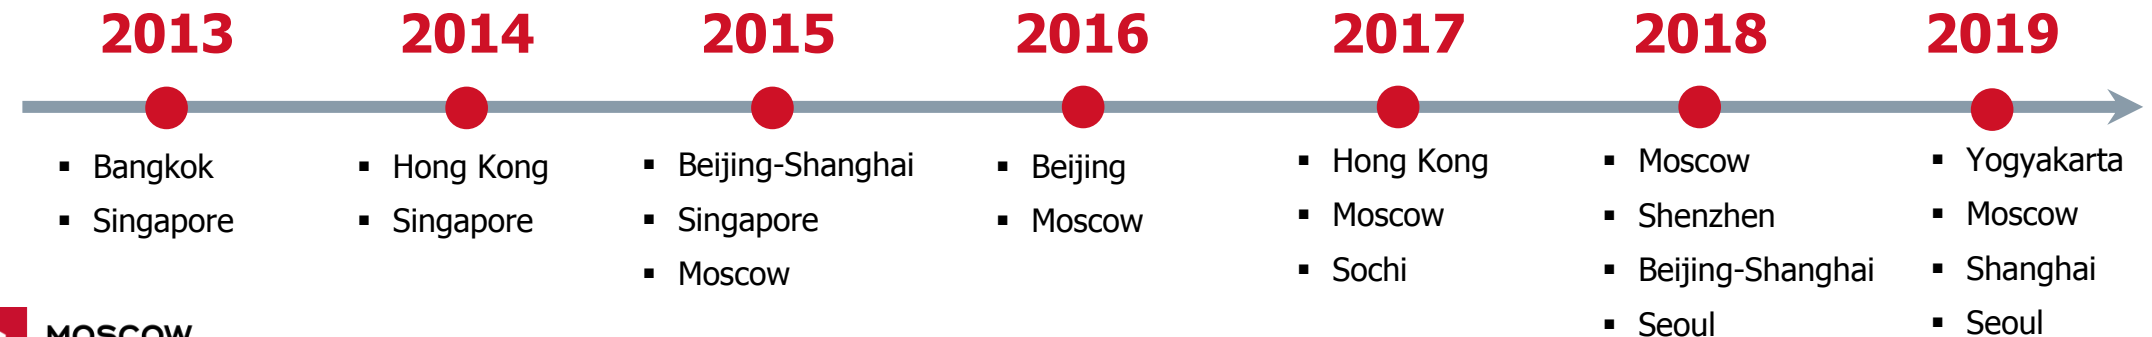 2013
2014
2015
2016
2017
2018
2019
▪ Bangkok
▪ Singapore
▪ Hong Kong
▪ Singapore
▪ Beijing-Shanghai
▪ Singapore
▪ Moscow
▪ Beijing
▪ Moscow
▪ Hong Kong
▪ Moscow
▪ Sochi
▪ Moscow
▪ Shenzhen
▪ Beijing-Shanghai
▪ Seoul
▪ Yogyakarta
▪ Moscow
▪ Shanghai
▪ Seoul
MOSCOW